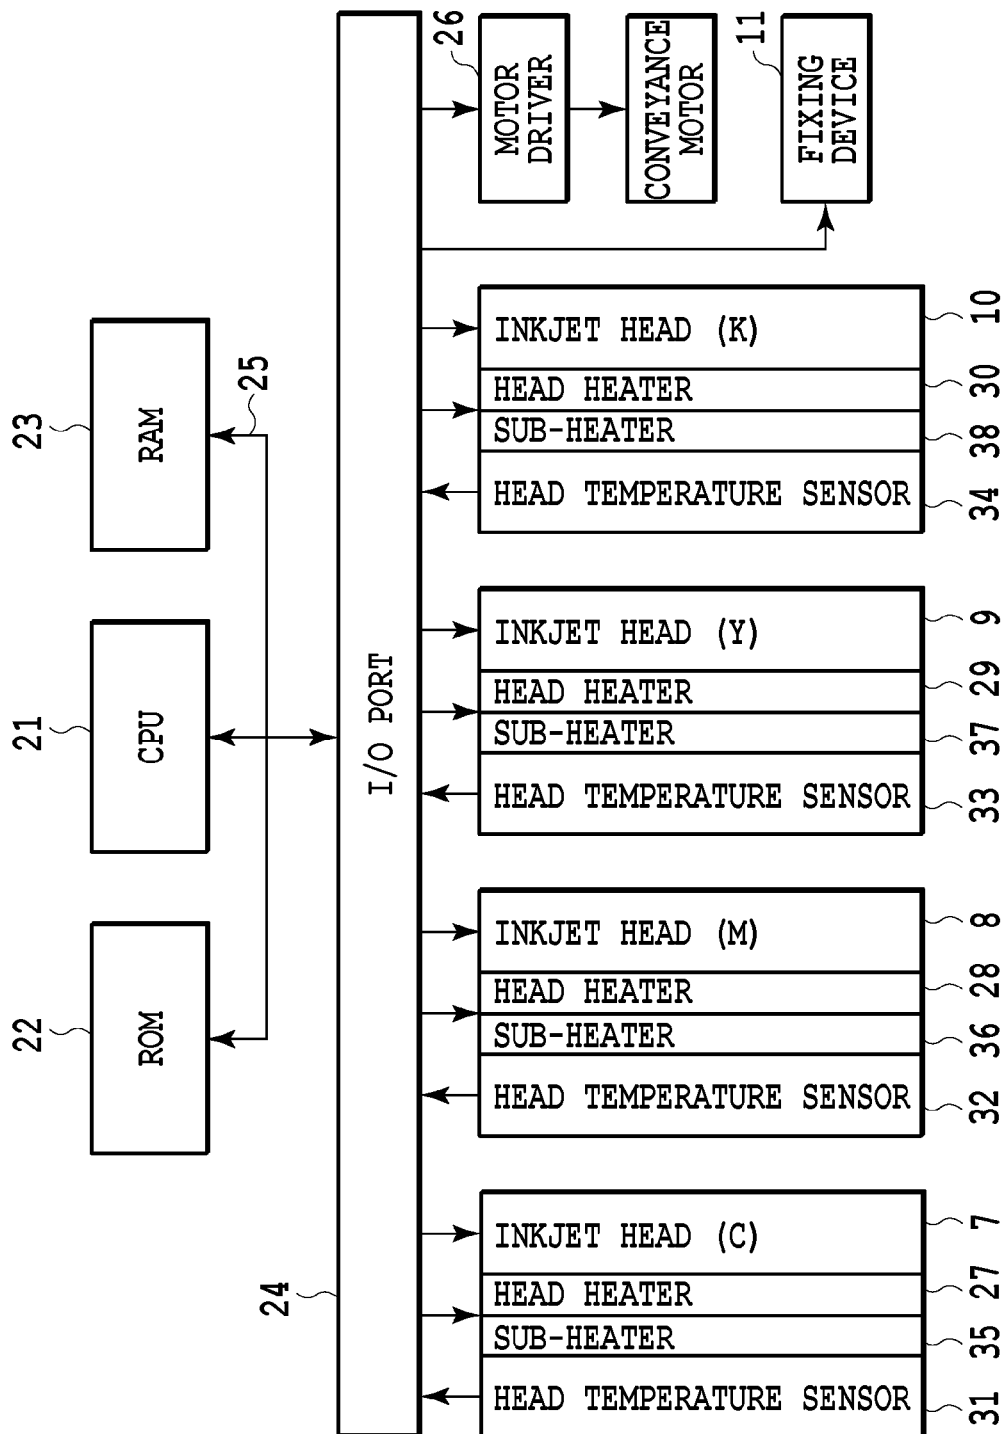 26
MOTOR
DRIVER
CONVEYANCE
MOTOR
11
FIXING
DEVICE
23
RAM
25
21
CPU
22
ROM
24
I/O PORT
INKJET HEAD (K)
10
HEAD HEATER
30
SUB-HEATER
38
HEAD TEMPERATURE SENSOR
34
INKJET HEAD (Y)
9
HEAD HEATER
29
SUB-HEATER
37
HEAD TEMPERATURE SENSOR
33
INKJET HEAD (M)
8
HEAD HEATER
28
SUB-HEATER
36
HEAD TEMPERATURE SENSOR
32
INKJET HEAD (C)
7
HEAD HEATER
27
SUB-HEATER
35
HEAD TEMPERATURE SENSOR
31